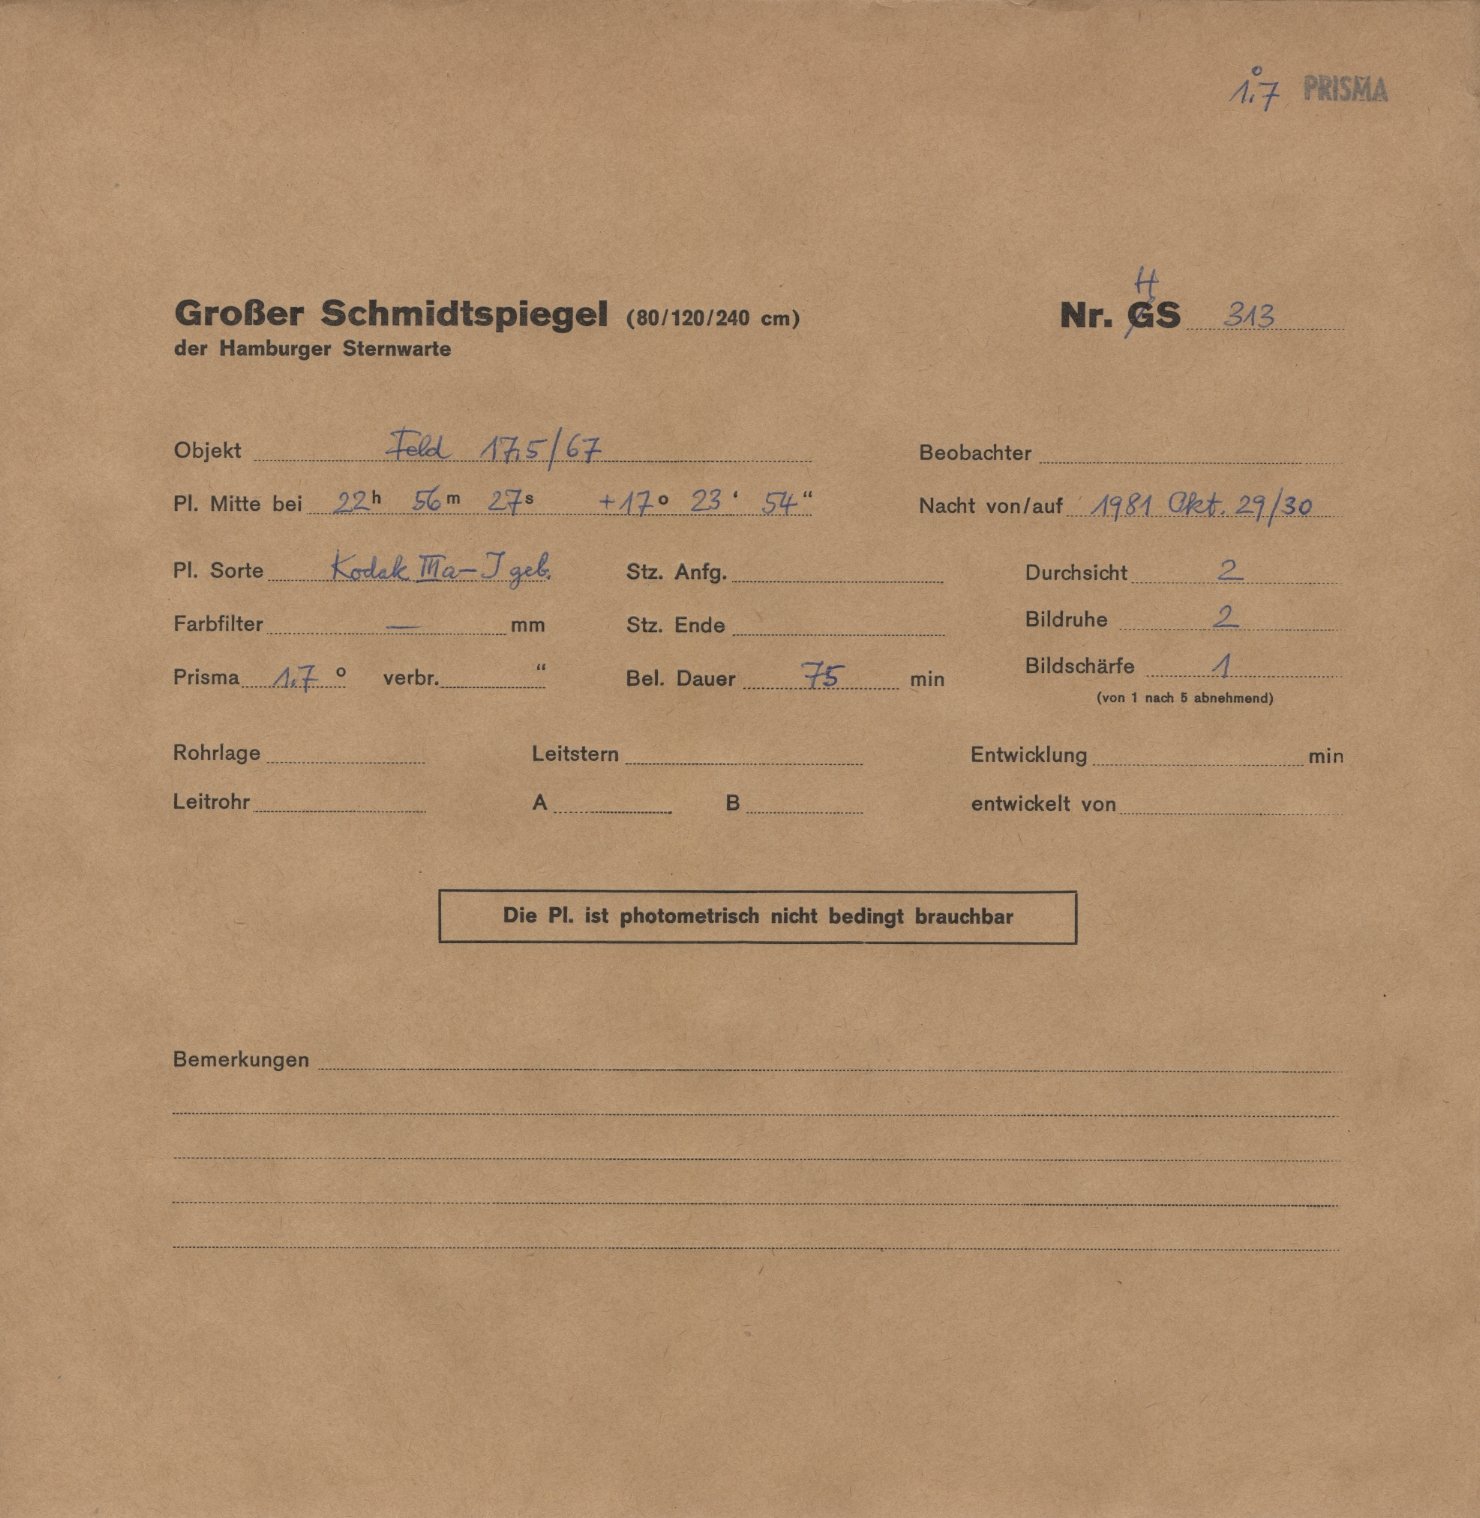 1°.7 PRISMA
H
Großer Schmidtspiegel (80/120/240 cm) Nr. GS 313
der Hamburger Sternwarte
Objekt Feld 17,5/67 Beobachter
Pl. Mitte bei 22h 56m 27s +17° 23‘ 54“ Nacht von/auf 1981 Okt. 29/30
Pl. Sorte Kodak IIIa-J geb. Stz. Anfg. Durchsicht 2
Farbfilter — mm Stz. Ende Bildruhe 2
Prisma 1.7 ° verbr. “ Bel. Dauer 75 min Bildschärfe 1
(von 1 nach 5 abnehmend)
Rohrlage Leitstern Entwicklung min
Leitrohr A B entwickelt von
Die Pl. ist photometrisch nicht bedingt brauchbar
Bemerkungen